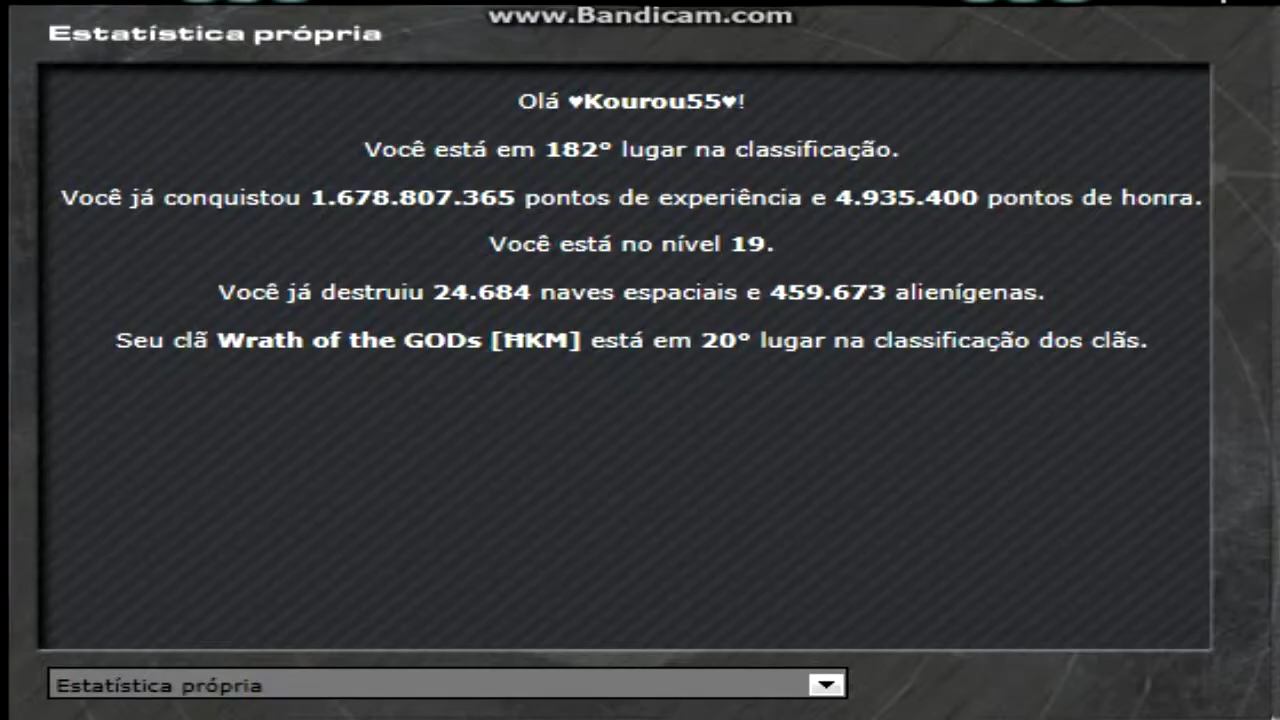 www.Bandicam.com
Estatística própria
Olá ♥Kourou55♥!
Você está em 182° lugar na classificação.
Você já conquistou 1.678.807.365 pontos de experiência e 4.935.400 pontos de honra.
Você está no nível 19.
Você já destruiu 24.684 naves espaciais e 459.673 alienígenas.
Seu clã Wrath of the GODs [ĦKM] está em 20° lugar na classificação dos clãs.
Estatística própria